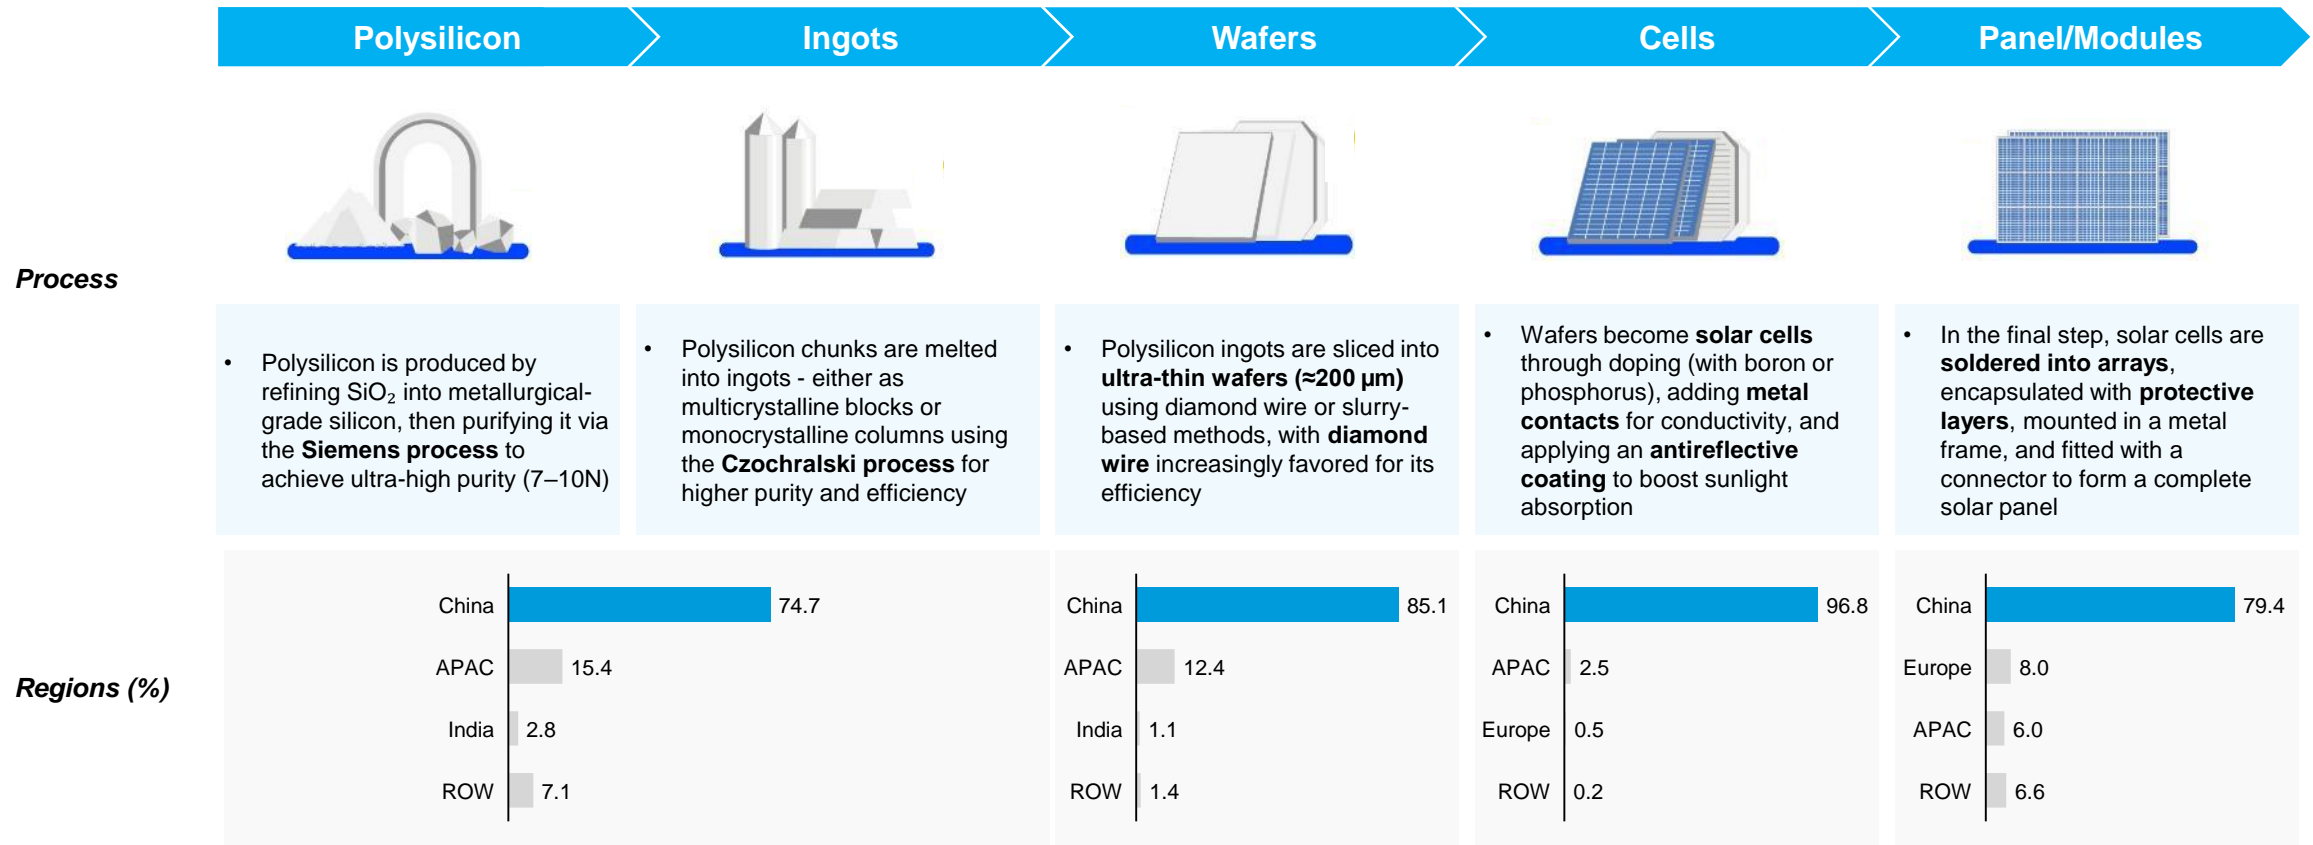 Polysilicon
Ingots
Wafers
Cells
Panel/Modules
Process
• Polysilicon is produced by
refining SiO₂ into metallurgical-
grade silicon, then purifying it via
the Siemens process to
achieve ultra-high purity (7–10N)
• Polysilicon chunks are melted
into ingots - either as
multicrystalline blocks or
monocrystalline columns using
the Czochralski process for
higher purity and efficiency
• Polysilicon ingots are sliced into
ultra-thin wafers (≈200 µm)
using diamond wire or slurry-
based methods, with diamond
wire increasingly favored for its
efficiency
• Wafers become solar cells
through doping (with boron or
phosphorus), adding metal
contacts for conductivity, and
applying an antireflective
coating to boost sunlight
absorption
• In the final step, solar cells are
soldered into arrays,
encapsulated with protective
layers, mounted in a metal
frame, and fitted with a
connector to form a complete
solar panel
Regions (%)
China 74.7
APAC 15.4
India 2.8
ROW 7.1
China 85.1
APAC 12.4
India 1.1
ROW 1.4
China 96.8
APAC 2.5
Europe 0.5
ROW 0.2
China 79.4
Europe 8.0
APAC 6.0
ROW 6.6